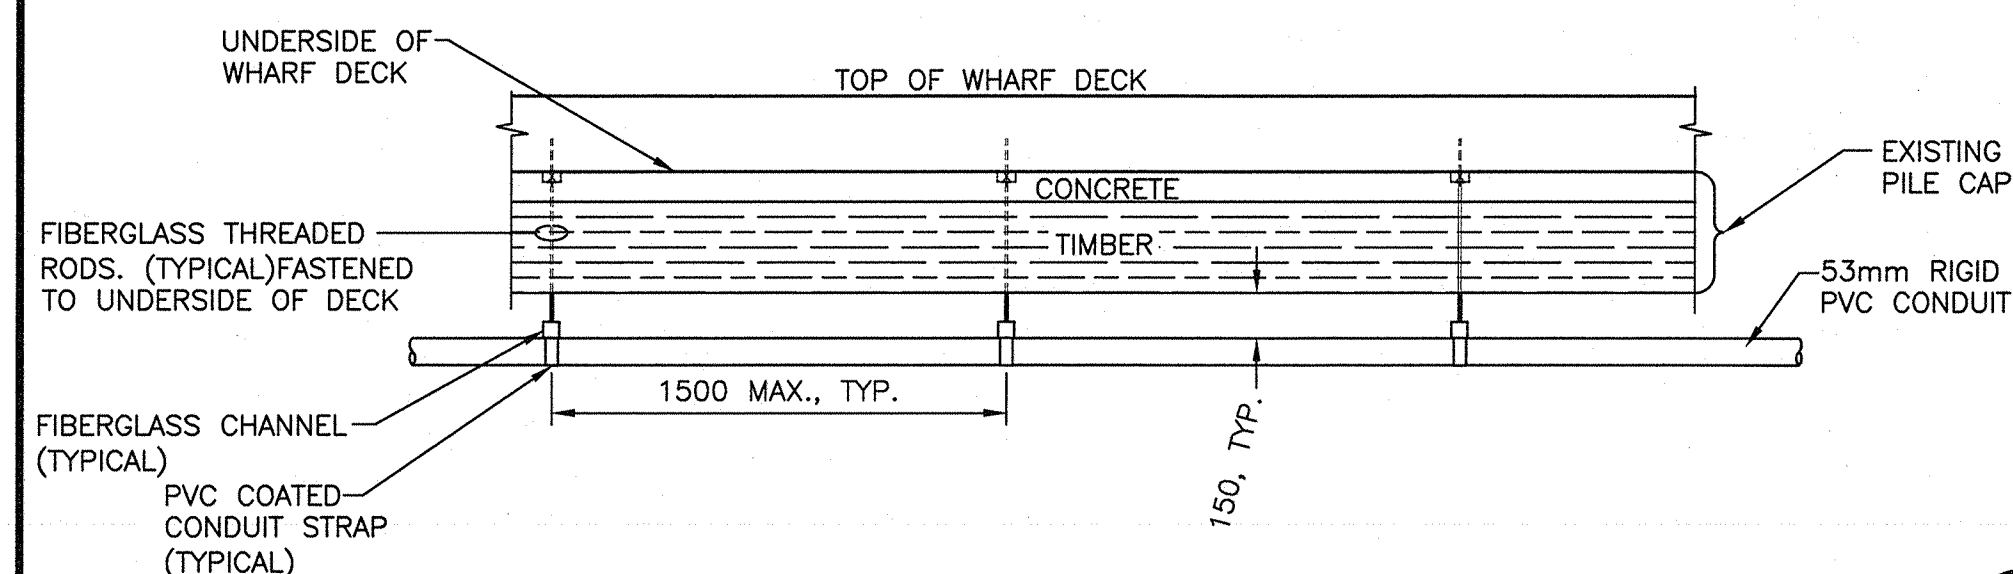 UNDERSIDE OF
WHARF DECK
TOP OF WHARF DECK
EXISTING
PILE CAP
CONCRETE
TIMBER
FIBERGLASS THREADED
RODS. (TYPICAL)FASTENED
TO UNDERSIDE OF DECK
53mm RIGID
PVC CONDUIT
1500 MAX., TYP.
150, TYP.
FIBERGLASS CHANNEL
(TYPICAL)
PVC COATED
CONDUIT STRAP
(TYPICAL)